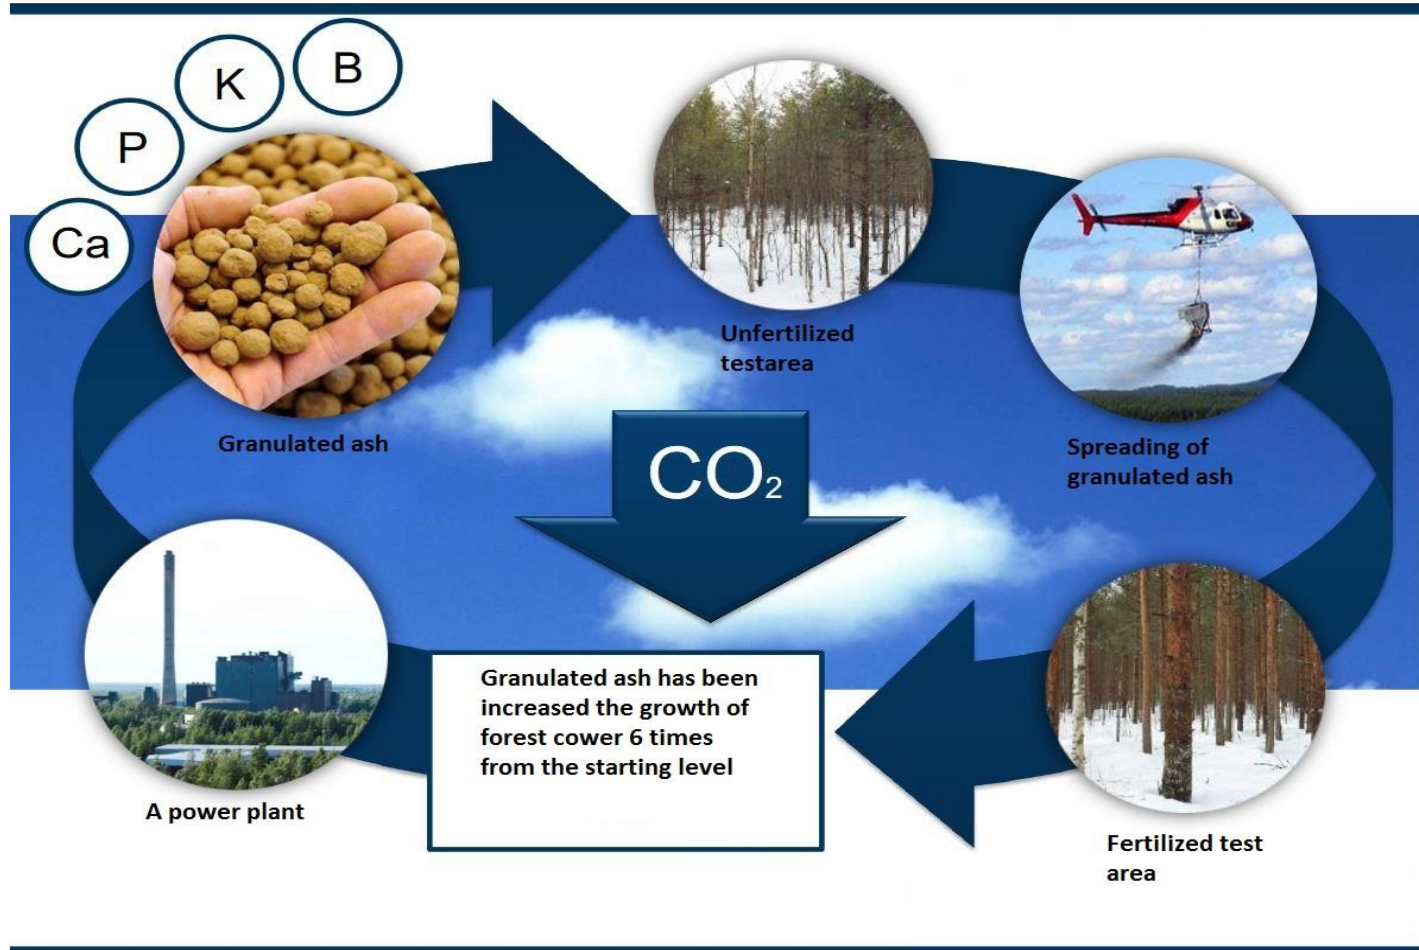 B
K
P
Ca
Granulated ash
Unfertilized
testarea
Spreading of
granulated ash
CO₂
Granulated ash has been
increased the growth of
forest cower 6 times
from the starting level
A power plant
Fertilized test
area